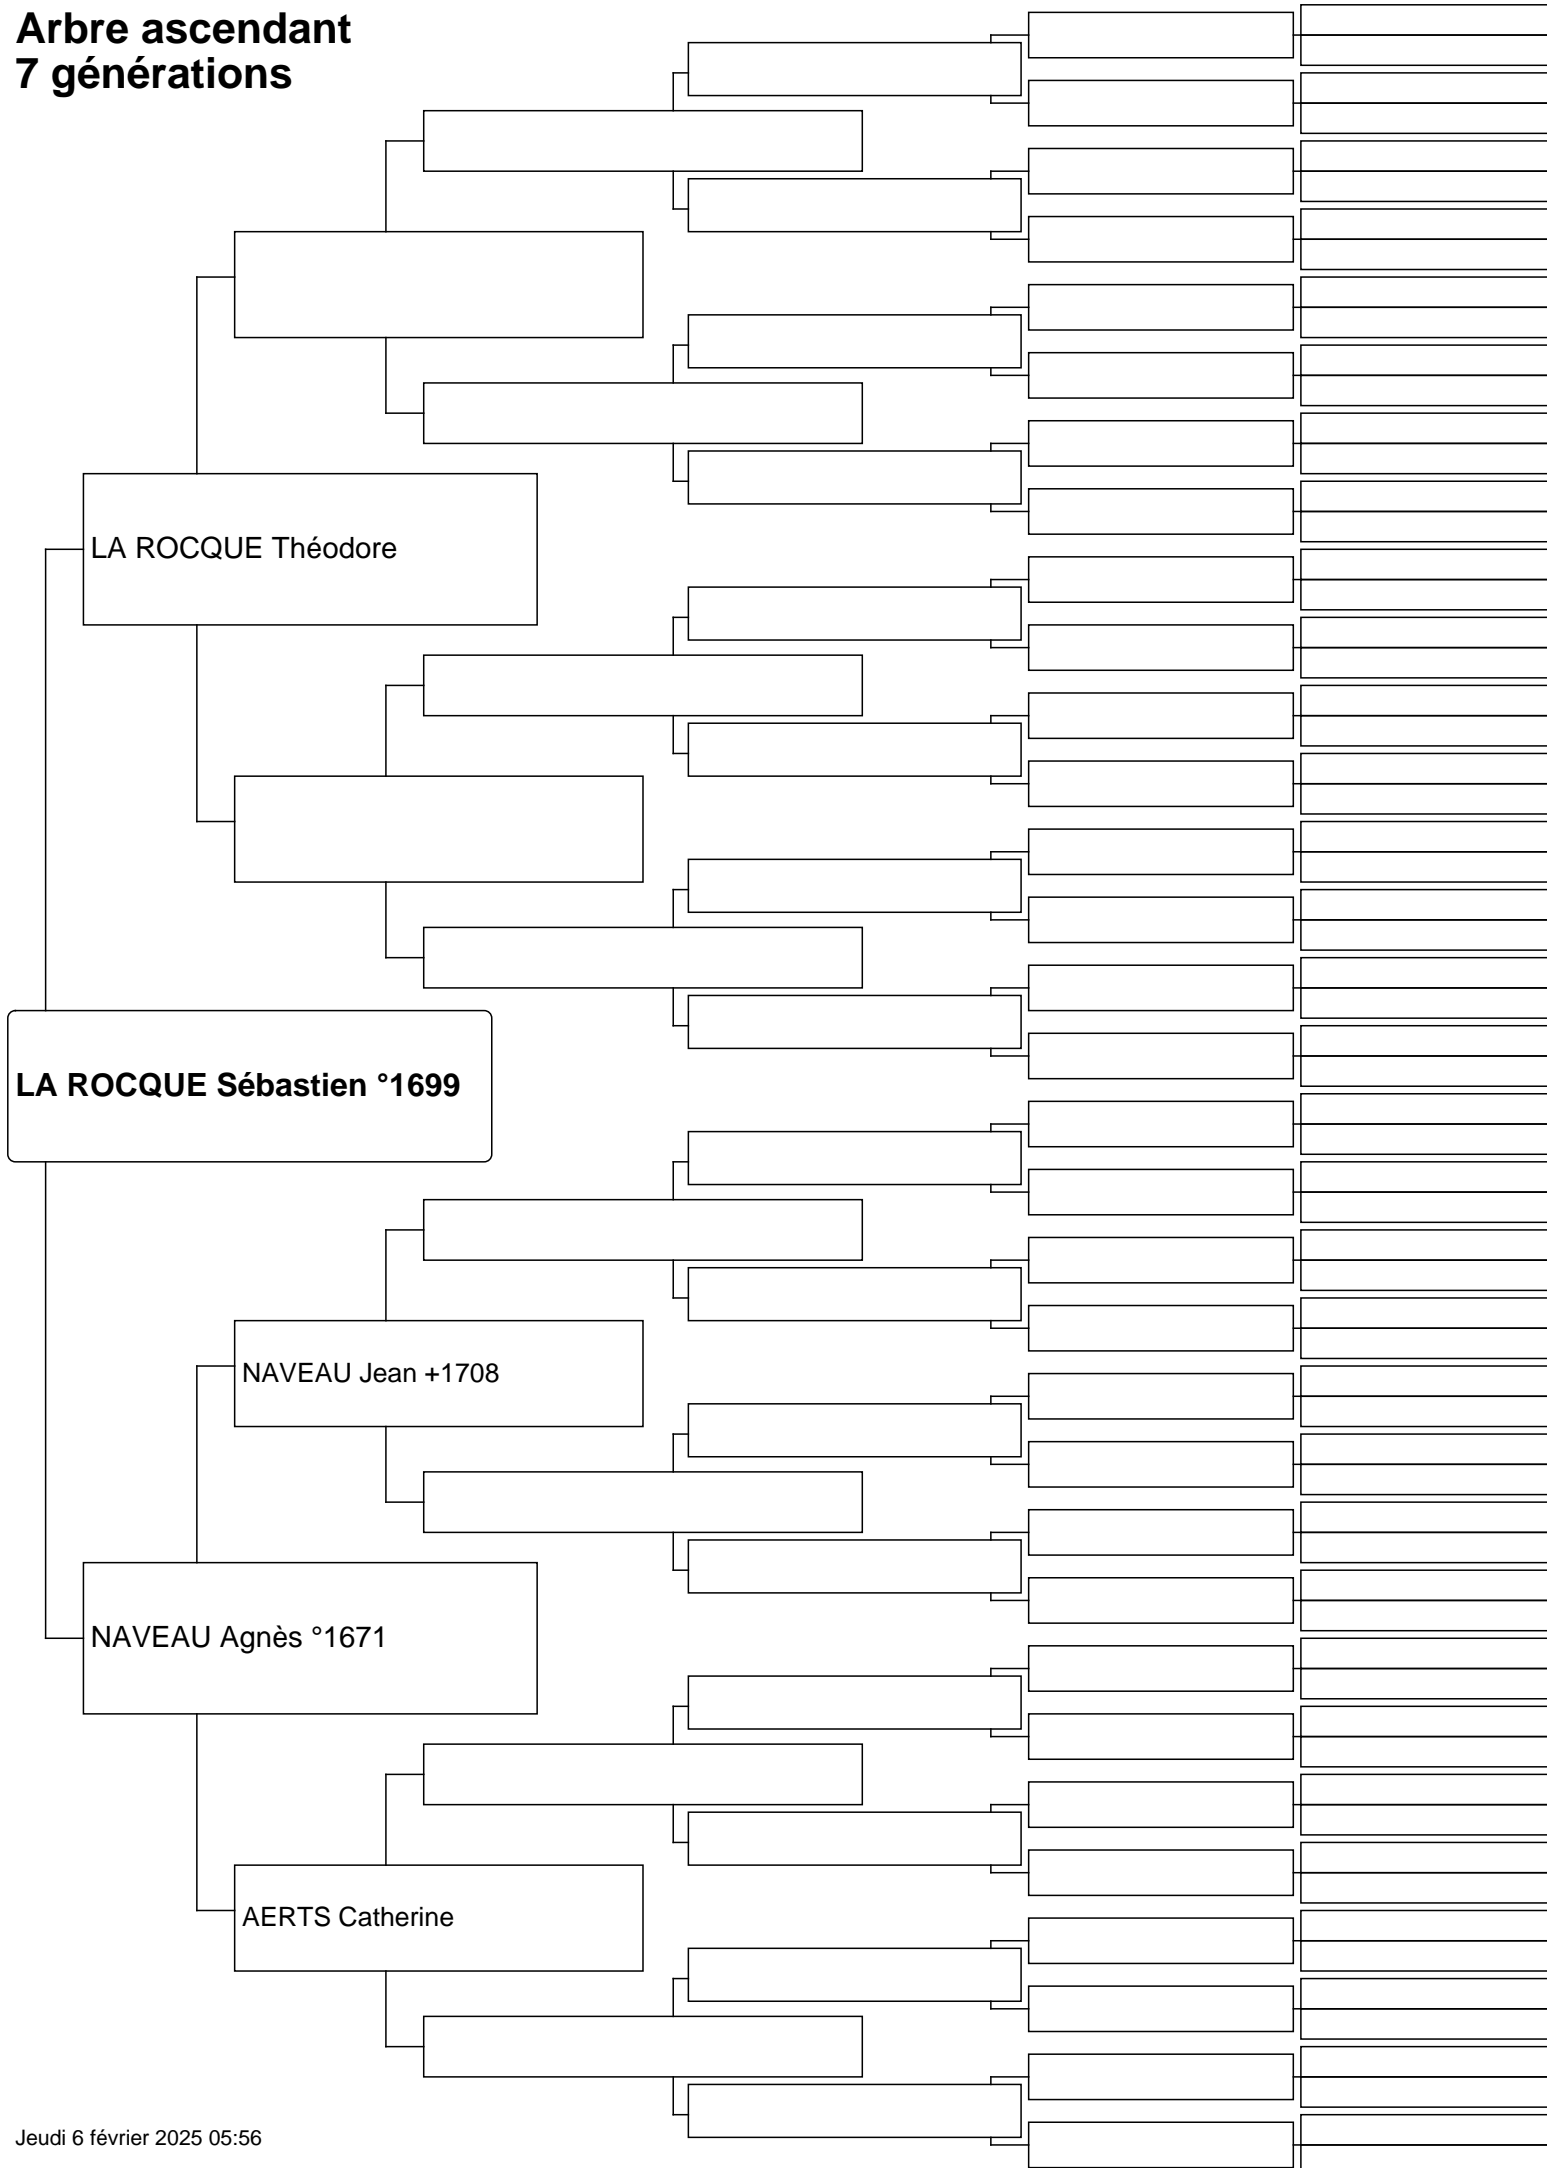 Arbre ascendant
7 générations
LA ROCQUE Théodore
LA ROCQUE Sébastien °1699
NAVEAU Jean +1708
NAVEAU Agnès °1671
AERTS Catherine
Jeudi 6 février 2025 05:56